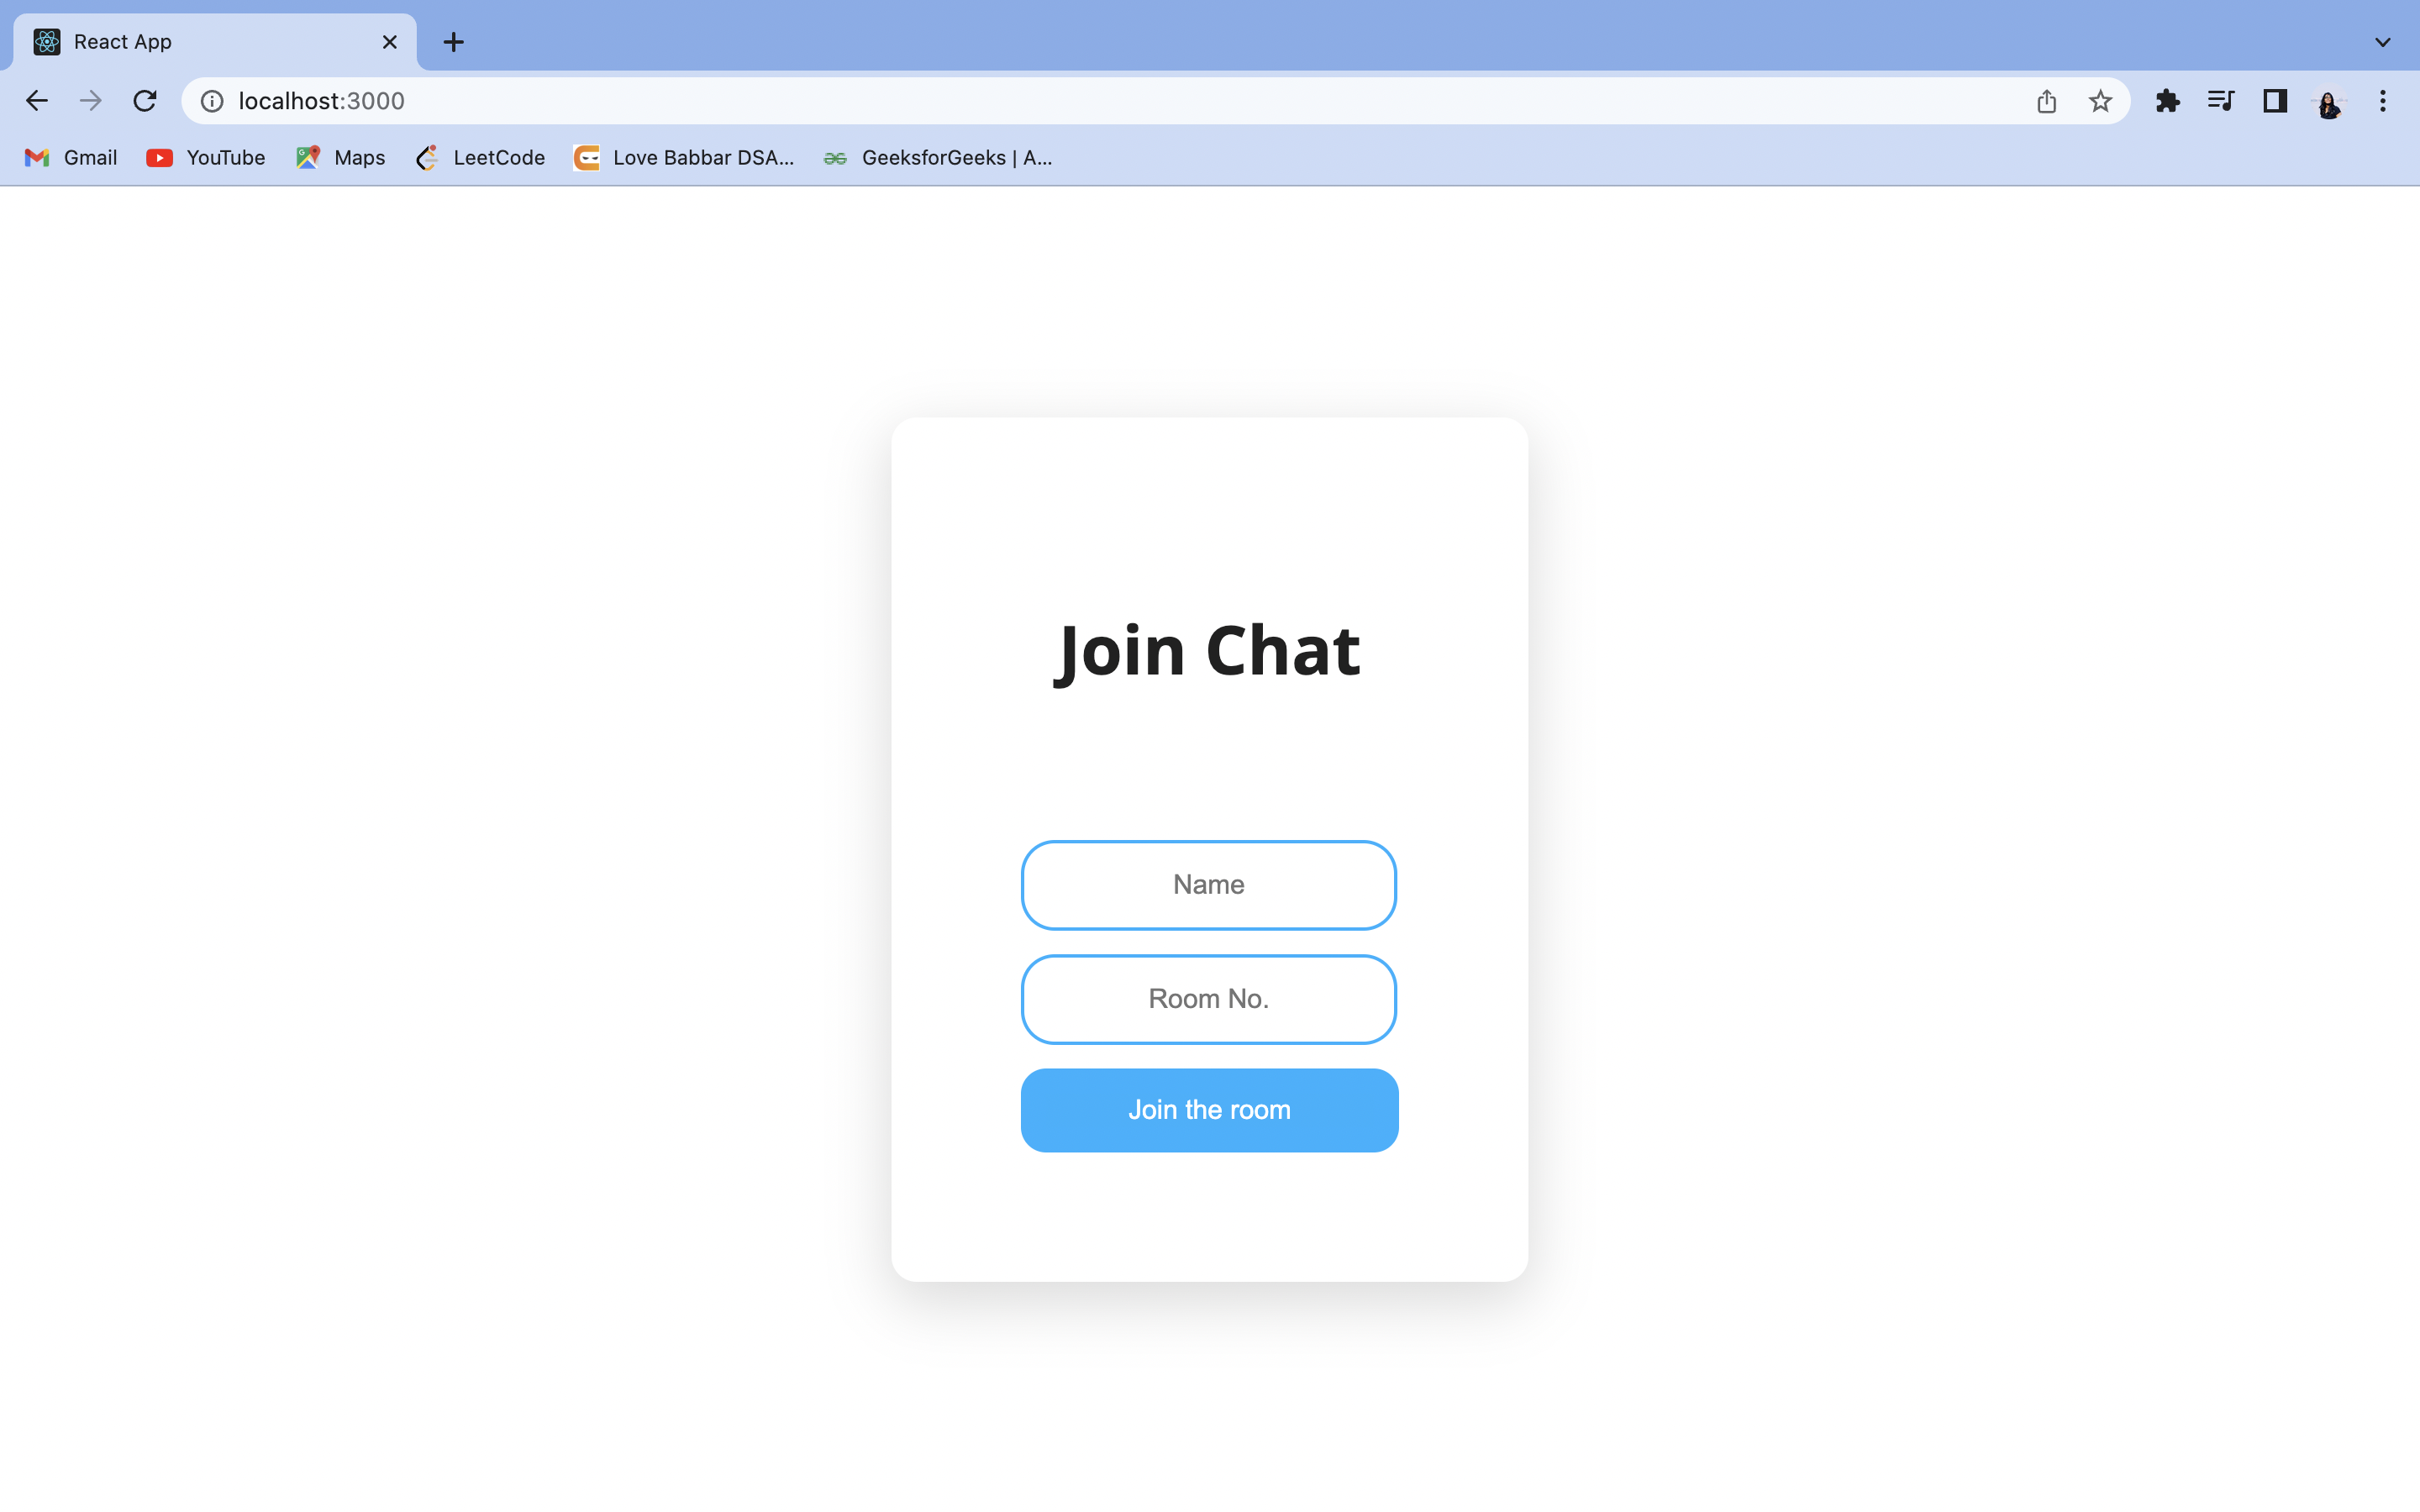 React App
localhost:3000
Gmail YouTube Maps LeetCode Love Babbar DSA... GeeksforGeeks | A...
Join Chat
Name
Room No.
Join the room